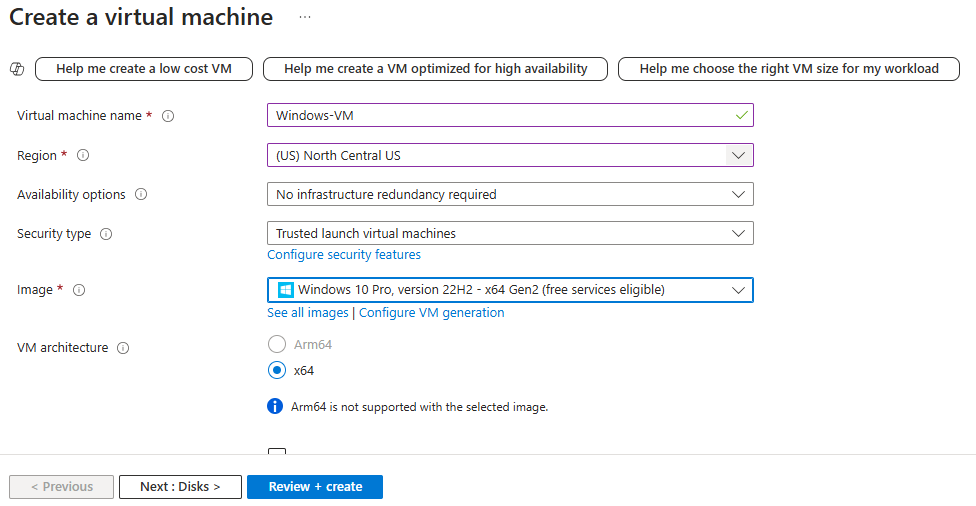 Create a virtual machine ...
Help me create a low cost VM Help me create a VM optimized for high availability Help me choose the right VM size for my workload
Virtual machine name * Windows-VM
Region * (US) North Central US
Availability options No infrastructure redundancy required
Security type Trusted launch virtual machines
Configure security features
Image * Windows 10 Pro, version 22H2 - x64 Gen2 (free services eligible)
See all images | Configure VM generation
VM architecture Arm64
x64
Arm64 is not supported with the selected image.
< Previous Next : Disks > Review + create